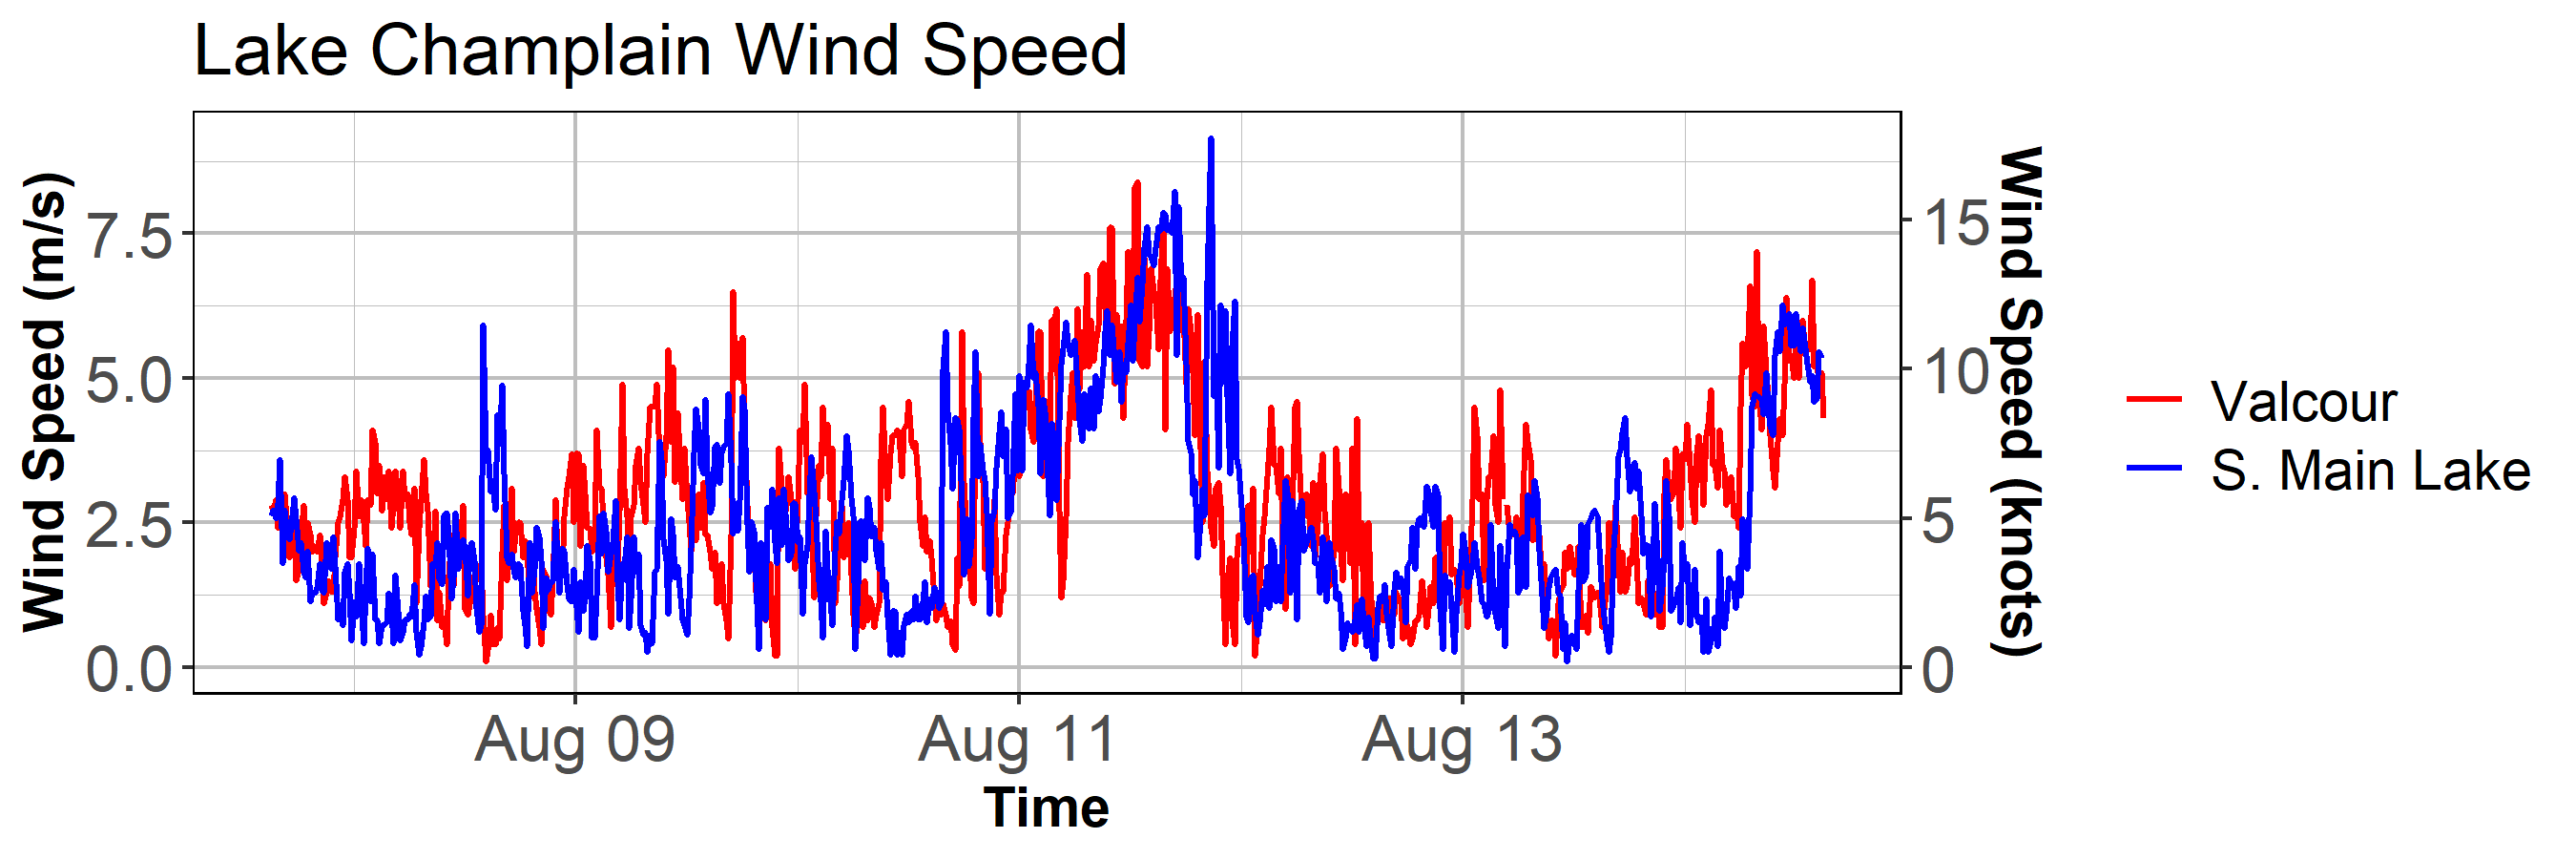 Lake Champlain Wind Speed
Wind Speed (m/s)
7.5
5.0
2.5
0.0
15
10
5
0
Wind Speed (knots)
Aug 09
Aug 11
Aug 13
Time
Valcour
S. Main Lake